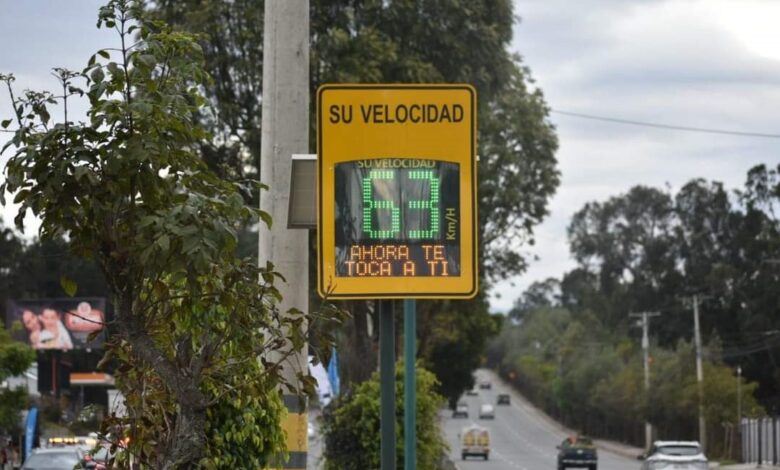 SU VELOCIDAD
SU VELOCIDAD
63
Km/H
AHORA TE
TOCA A TI